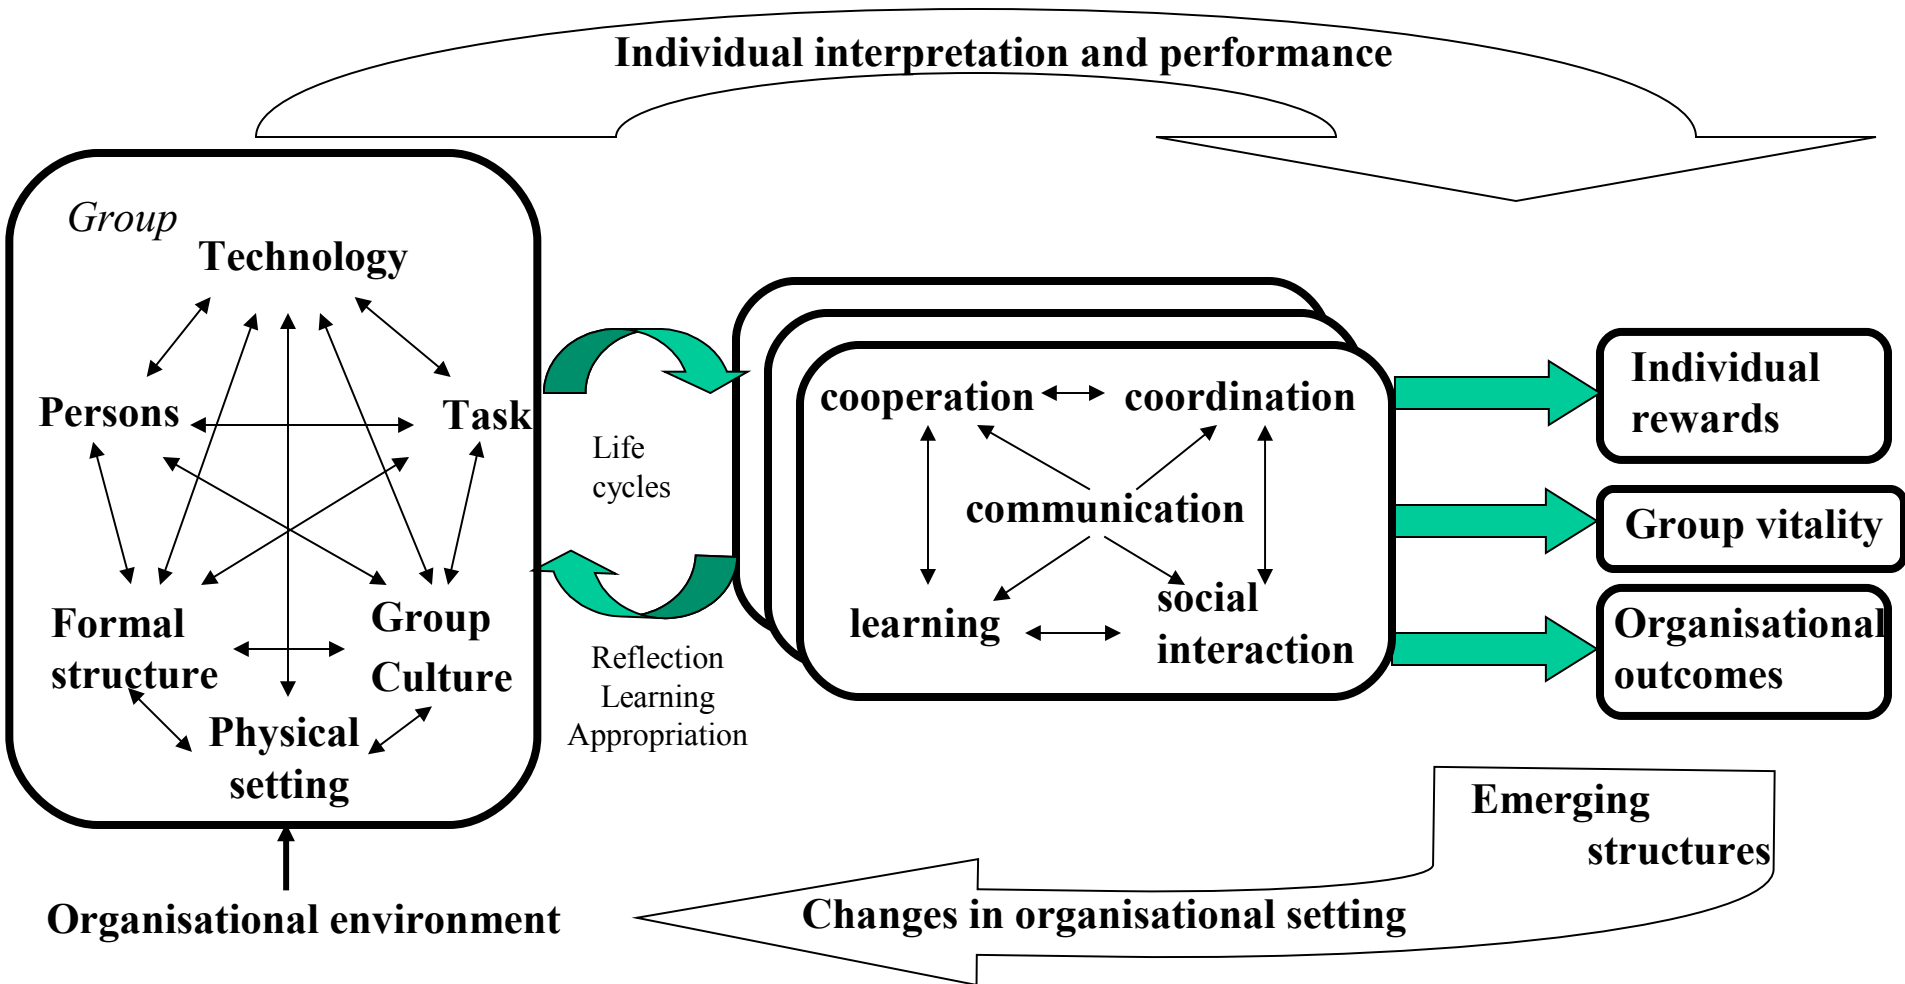 Individual interpretation and performance
Group
Technology
Persons
Task
Formal
structure
Group
Culture
Physical
setting
Organisational environment
Life
cycles
Reflection
Learning
Appropriation
cooperation
coordination
communication
learning
social
interaction
Individual
rewards
Group vitality
Organisational
outcomes
Emerging
structures
Changes in organisational setting